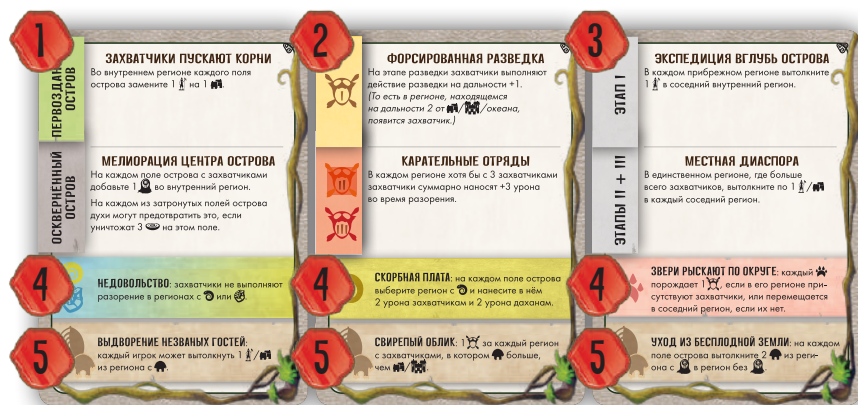 1
ПЕРВОЗДАН
ОСТРОВ
ЗАХВАТЧИКИ ПУСКАЮТ КОРНИ
Во внутреннем регионе каждого поля
острова замените 1 на 1 .
ОСКВЕРНЁННЫЙ
ОСТРОВ
МЕЛИОРАЦИЯ ЦЕНТРА ОСТРОВА
На каждом поле острова с захватчиками
добавьте 1 во внутренний регион.
На каждом из затронутых полей острова
духи могут предотвратить это, если
уничтожат 3 на этом поле.
4
НЕДОВОЛЬСТВО: захватчики не выполняют
разорение в регионах с или .
5
ВЫДВОРЕНИЕ НЕЗВАНЫХ ГОСТЕЙ:
каждый игрок может вытолкнуть 1 /
из региона с .
2
I
ФОРСИРОВАННАЯ РАЗВЕДКА
На этапе разведки захватчики выполняют
действие разведки на дальности +1.
(То есть в регионе, находящемся
на дальности 2 от / /океана,
появится захватчик.)
II
III
КАРАТЕЛЬНЫЕ ОТРЯДЫ
В каждом регионе хотя бы с 3 захватчиками
захватчики суммарно наносят +3 урона
во время разорения.
4
СКОРБНАЯ ПЛАТА: на каждом поле острова
выберите регион с и нанесите в нём
2 урона захватчикам и 2 урона даханам.
5
СВИРЕПЫЙ ОБЛИК: 1 за каждый регион
с захватчиками, в котором больше,
чем / .
3
ЭТАП I
ЭКСПЕДИЦИЯ ВГЛУБЬ ОСТРОВА
В каждом прибрежном регионе вытолкните
1 в соседний внутренний регион.
ЭТАПЫ II + III
МЕСТНАЯ ДИАСПОРА
В единственном регионе, где больше
всего захватчиков, вытолкните по 1 /
в каждый соседний регион.
4
ЗВЕРИ РЫСКАЮТ ПО ОКРУГЕ: каждый
порождает 1 , если в его регионе при-
сутствуют захватчики, или перемещается
в соседний регион, если их нет.
5
УХОД ИЗ БЕСПЛОДНОЙ ЗЕМЛИ: на каждом
поле острова вытолкните 2 из реги-
она с в регион без .